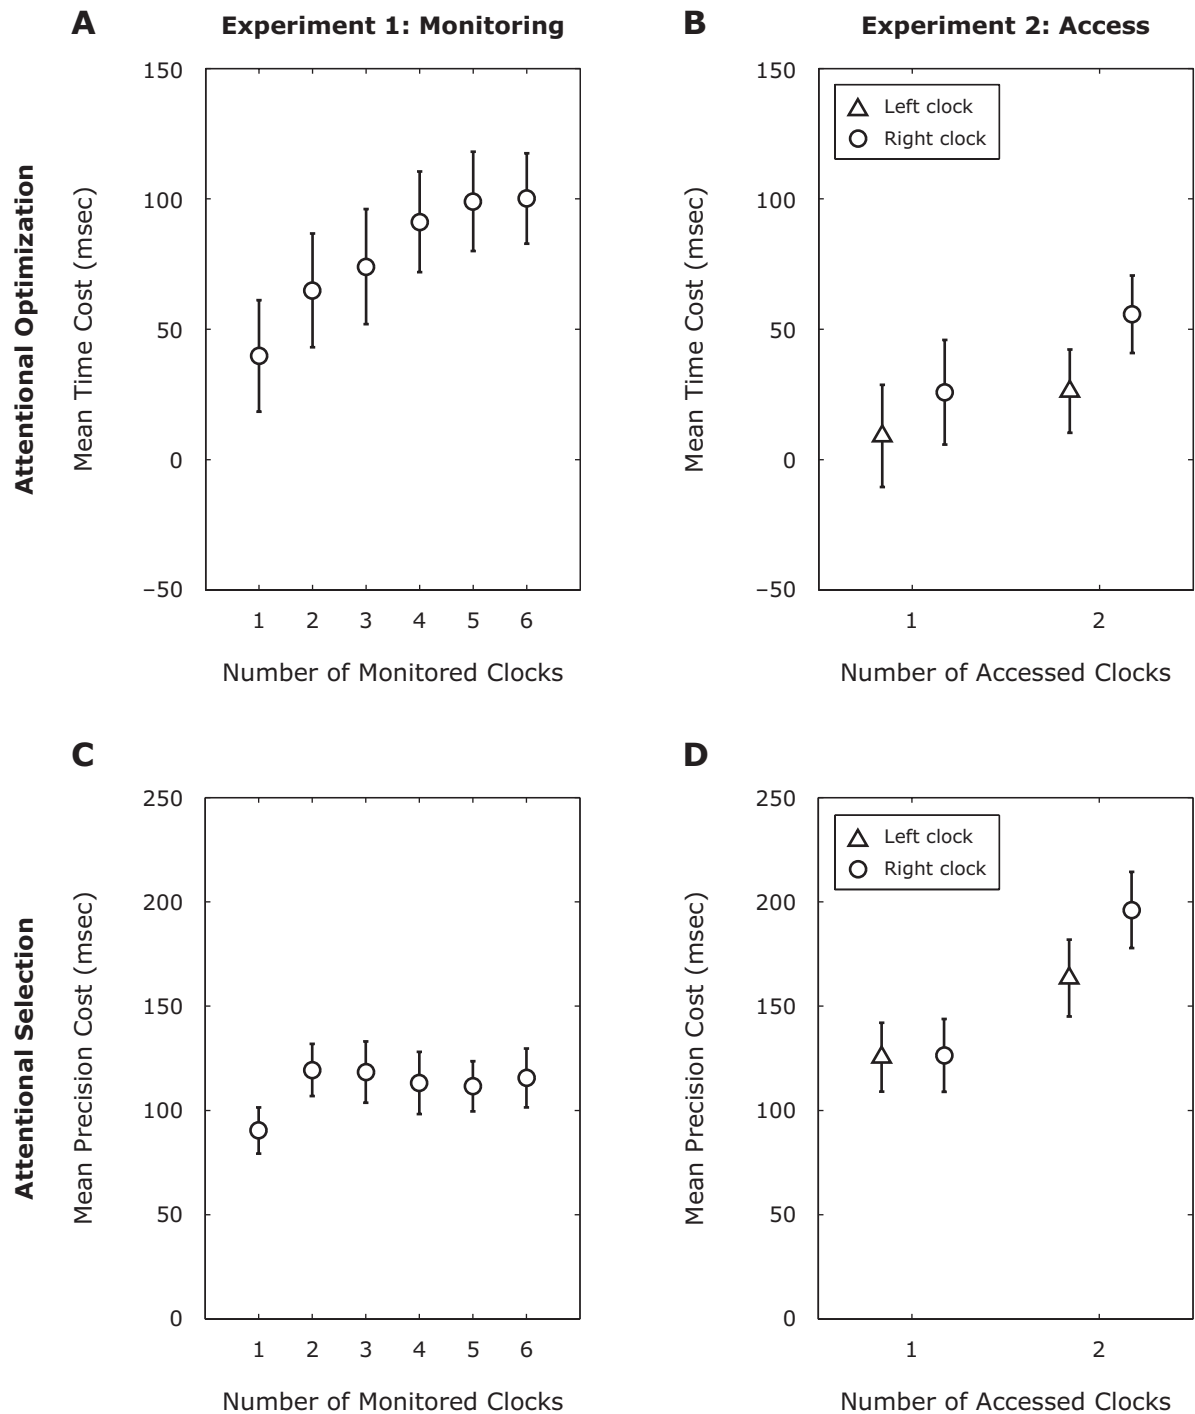 A
Experiment 1: Monitoring
Attentional Optimization
Mean Time Cost (msec)
150
100
50
0
−50
1 2 3 4 5 6
Number of Monitored Clocks
B
Experiment 2: Access
Mean Time Cost (msec)
150
100
50
0
−50
Left clock
Right clock
1 2
Number of Accessed Clocks
C
Attentional Selection
Mean Precision Cost (msec)
250
200
150
100
50
0
1 2 3 4 5 6
Number of Monitored Clocks
D
Mean Precision Cost (msec)
250
200
150
100
50
0
Left clock
Right clock
1 2
Number of Accessed Clocks